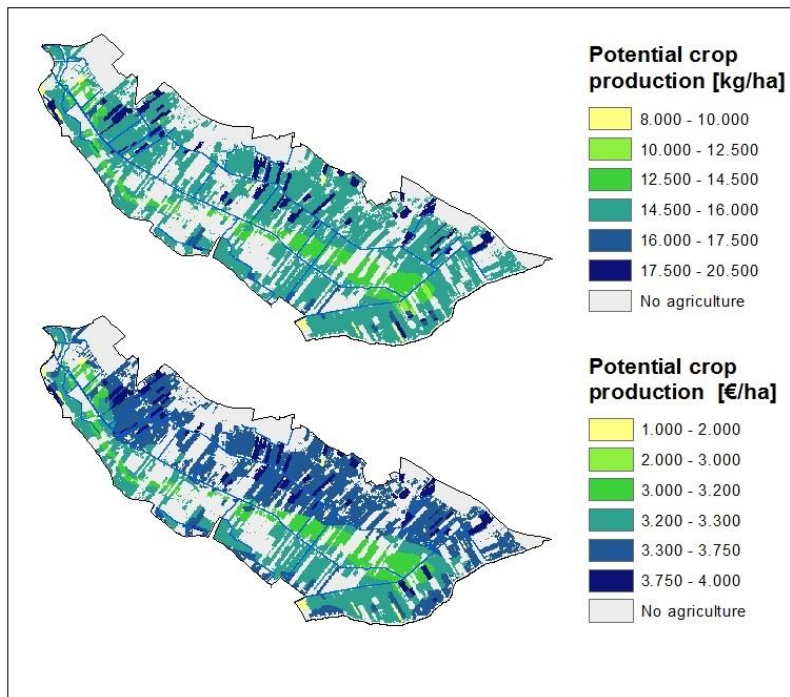 Potential crop
production [kg/ha]
8.000 - 10.000
10.000 - 12.500
12.500 - 14.500
14.500 - 16.000
16.000 - 17.500
17.500 - 20.500
No agriculture
Potential crop
production [€/ha]
1.000 - 2.000
2.000 - 3.000
3.000 - 3.200
3.200 - 3.300
3.300 - 3.750
3.750 - 4.000
No agriculture